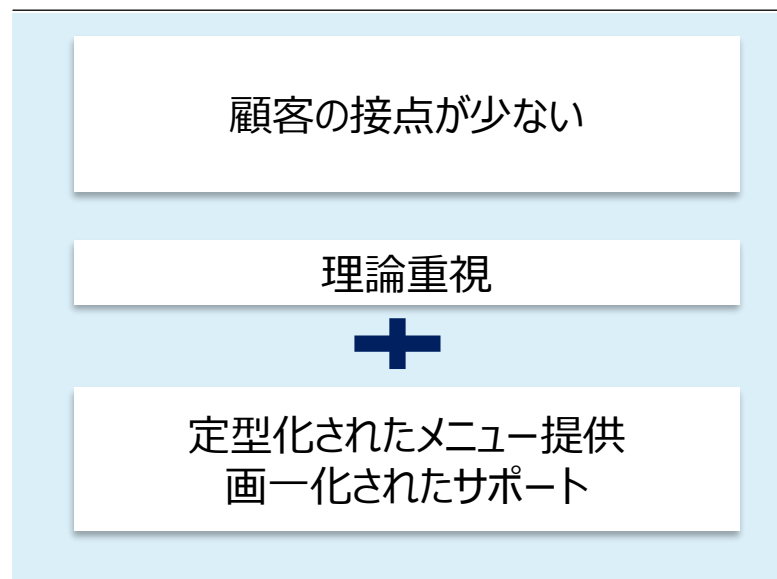 顧客の接点が少ない
理論重視
定型化されたメニュー提供
画一化されたサポート